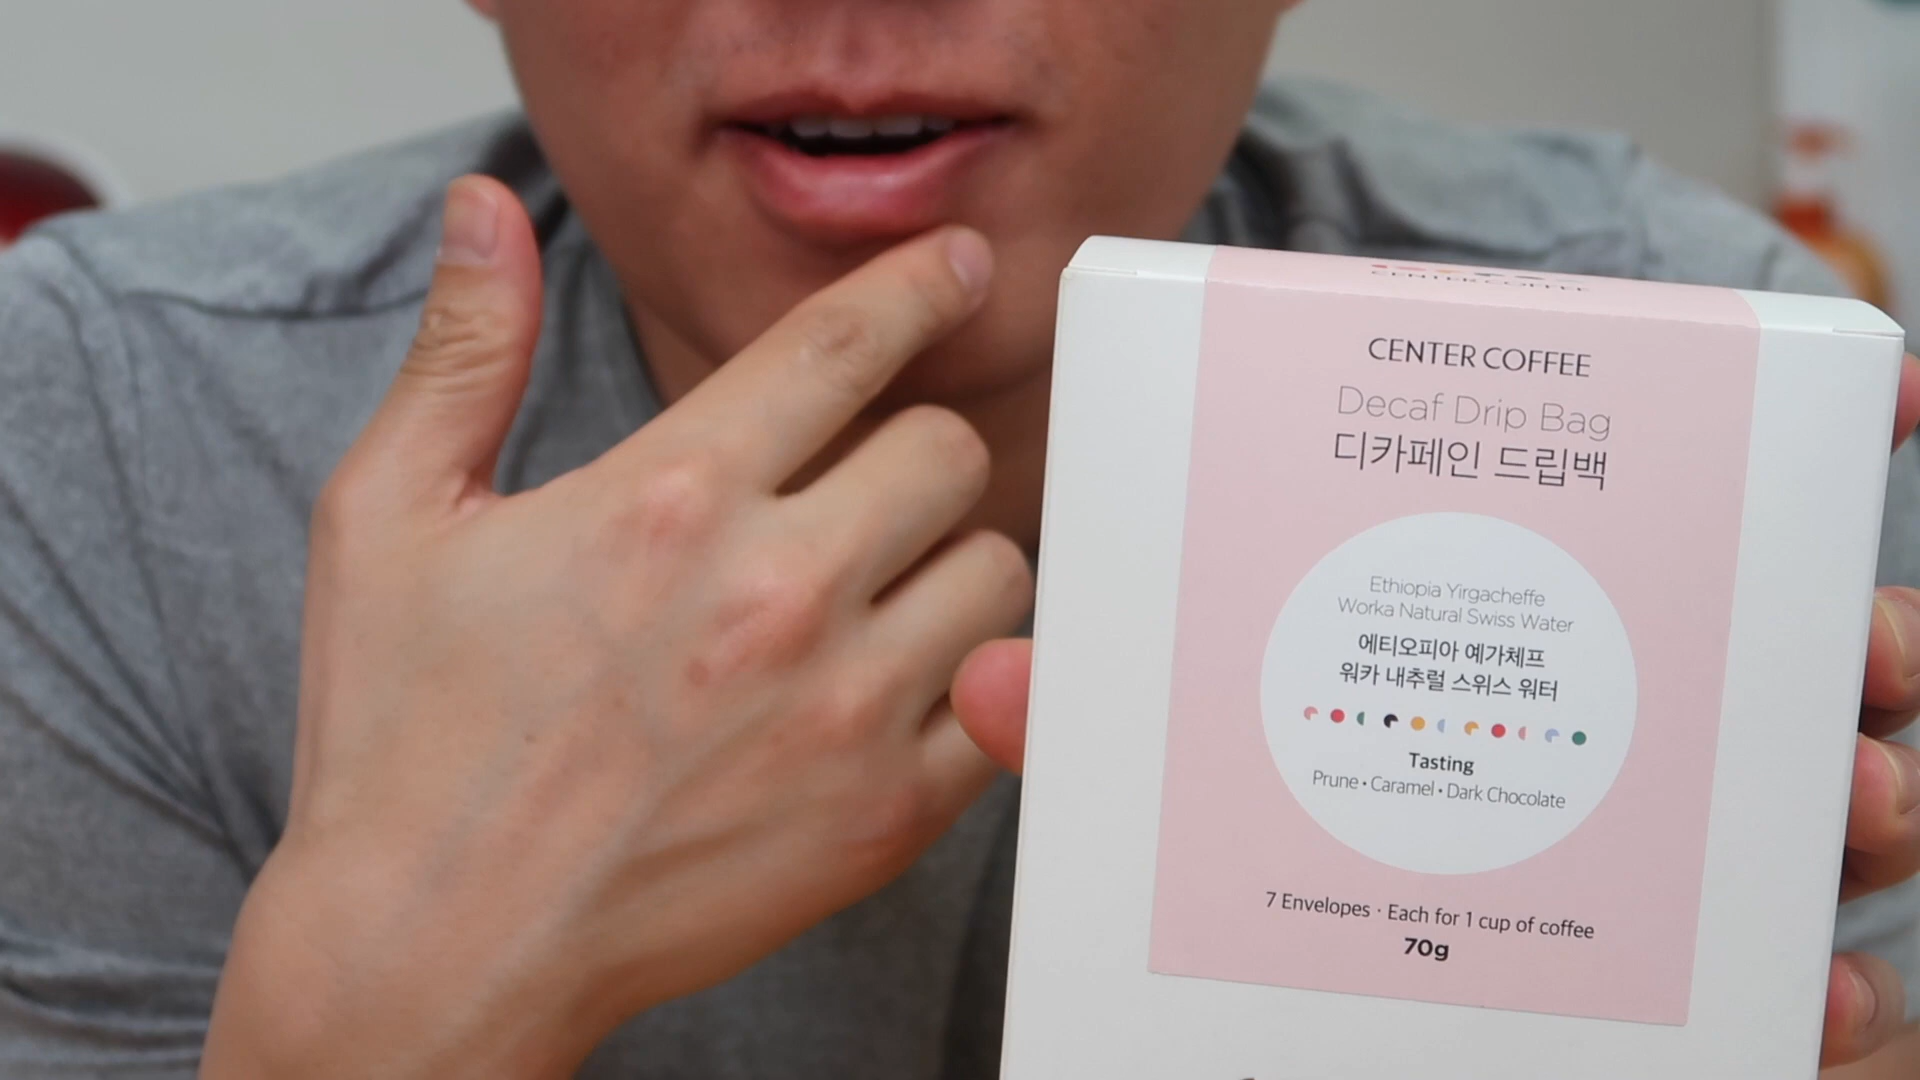 CENTER COFFEE
CENTER COFFEE
Decaf Drip Bag
디카페인 드립백
Ethiopia Yirgacheffe
Worka Natural Swiss Water
에티오피아 예가체프
워카 내추럴 스위스 워터
Tasting
Prune • Caramel • Dark Chocolate
7 Envelopes · Each for 1 cup of coffee
70g